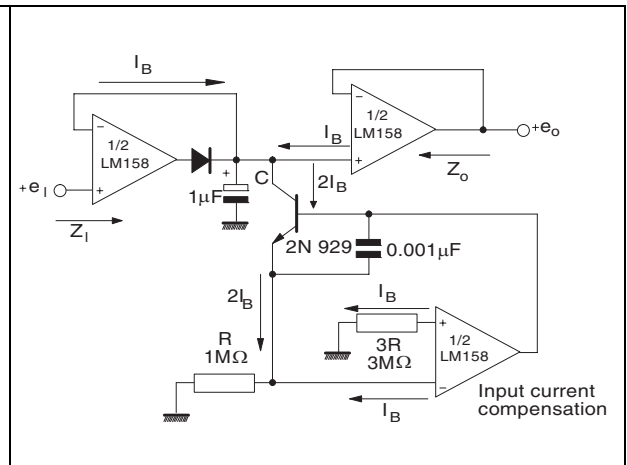 I_B
1/2
LM158
+e_I
Z_I
+
1μF
C
I_B
2I_B
1/2
LM158
+e_o
Z_o
2N 929
0.001μF
2I_B
I_B
R
1MΩ
3R
3MΩ
1/2
LM158
I_B
Input current
compensation